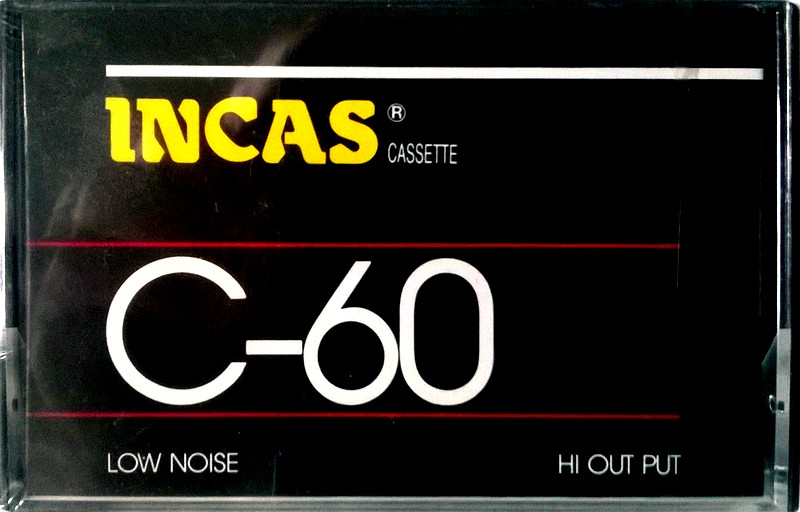 INCAS®
CASSETTE
C-60
LOW NOISE
HI OUT PUT